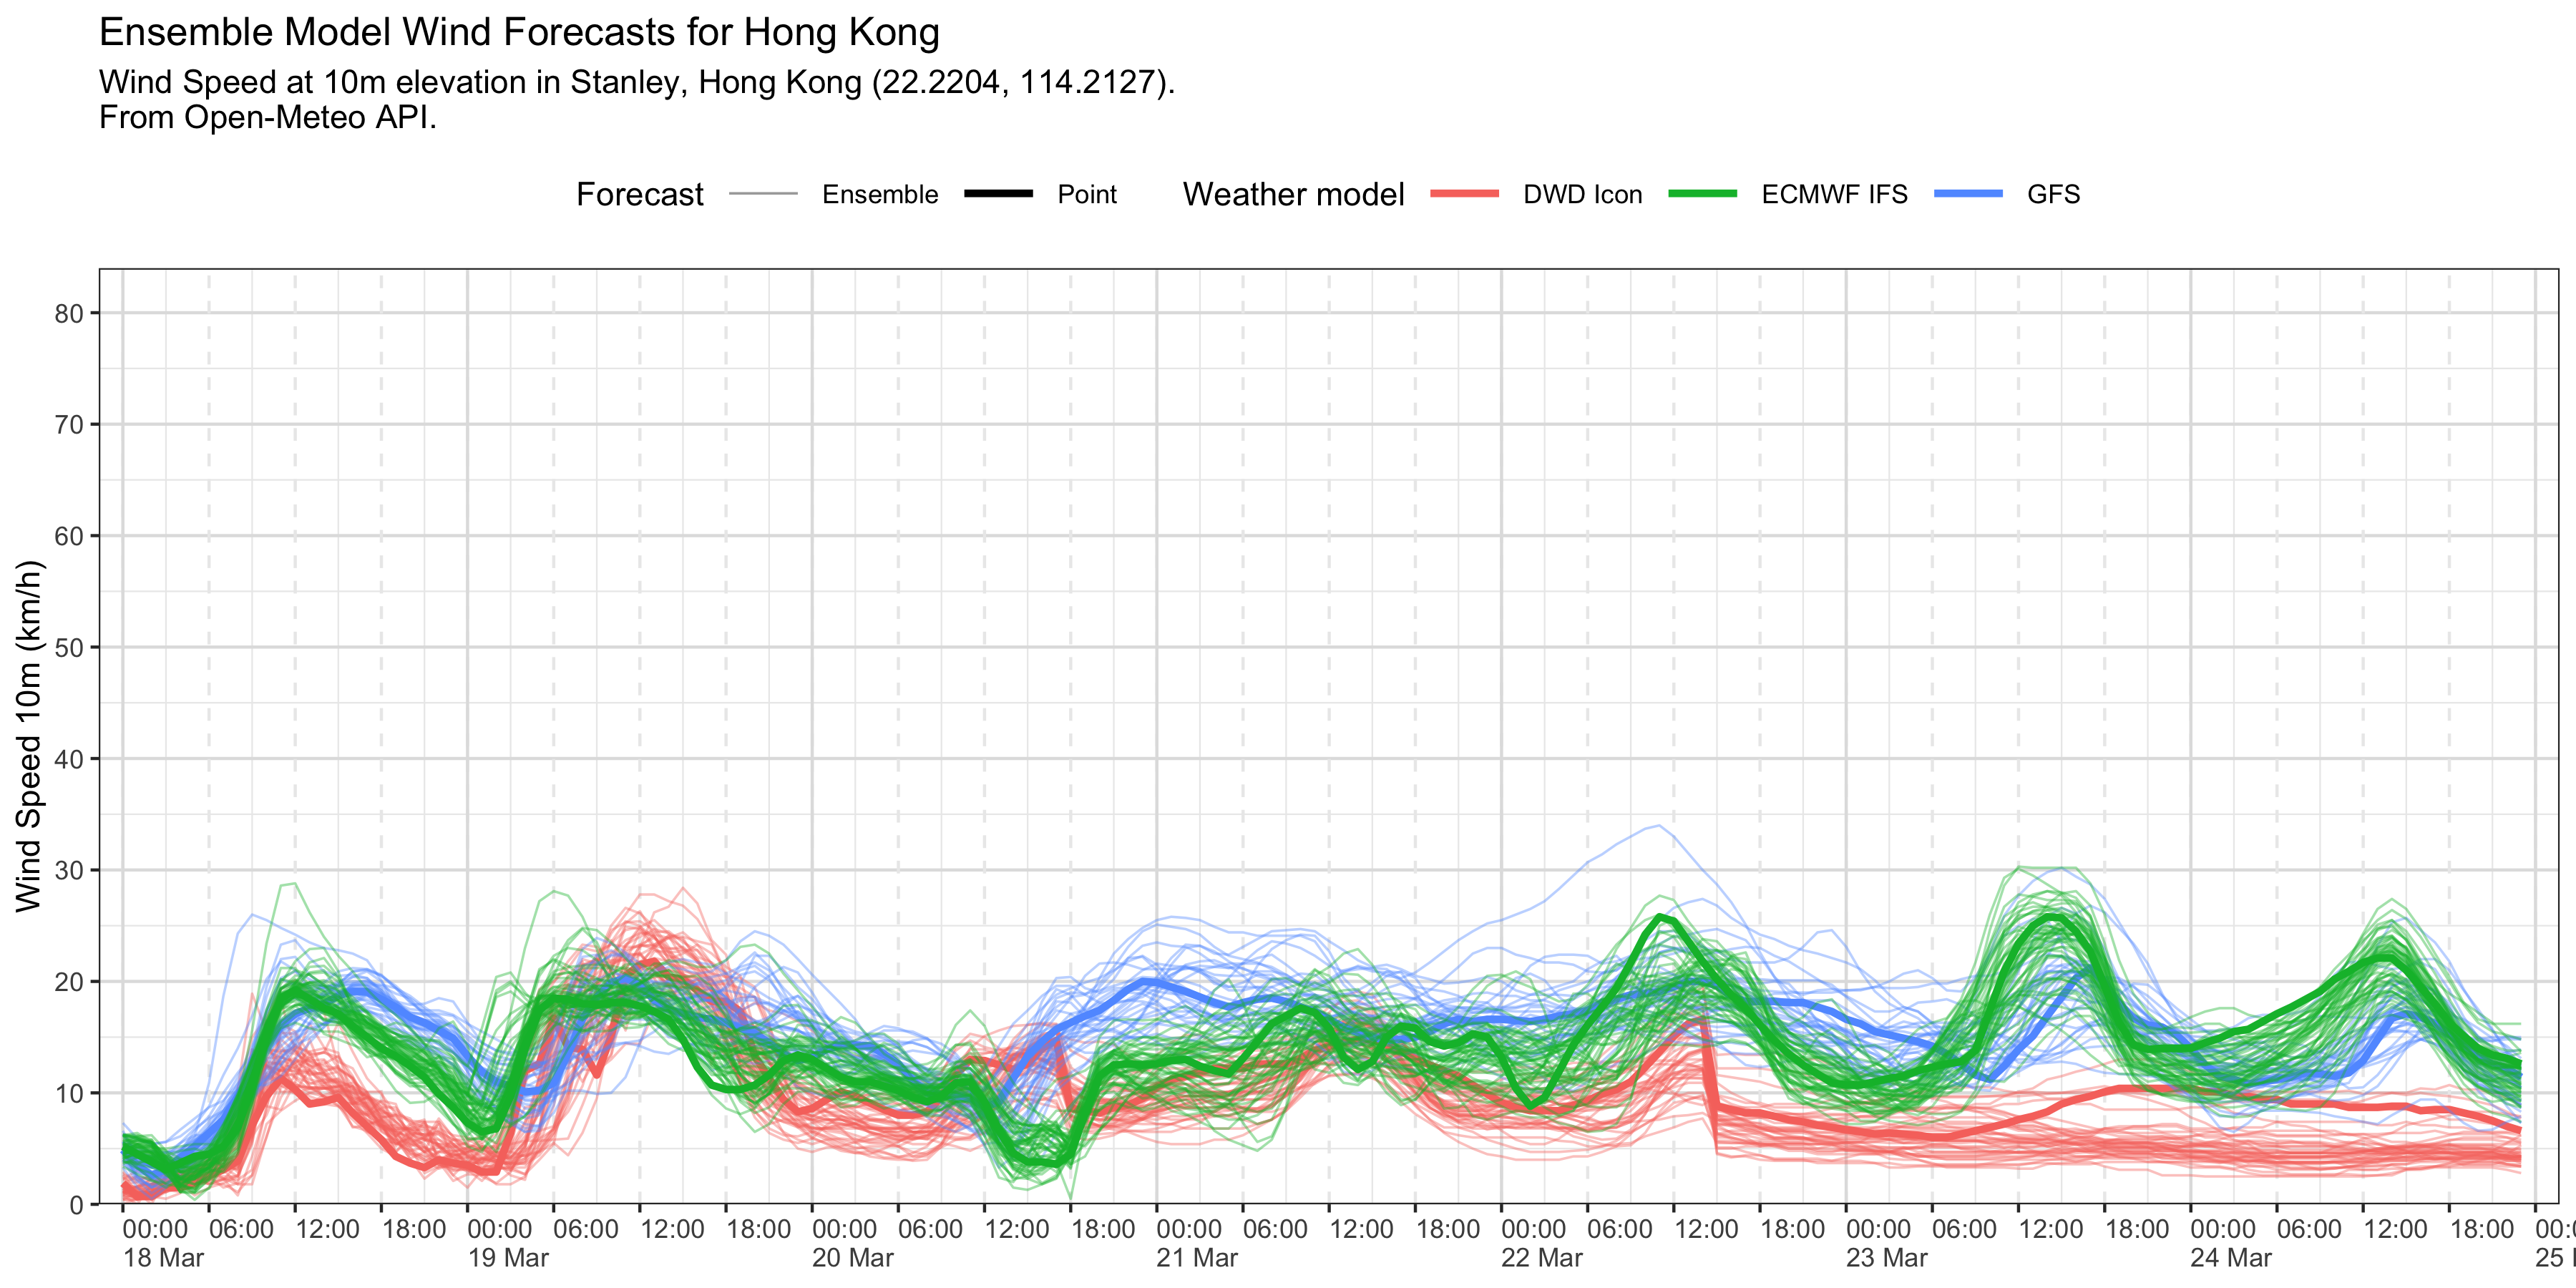 Ensemble Model Wind Forecasts for Hong Kong
Wind Speed at 10m elevation in Stanley, Hong Kong (22.2204, 114.2127).
From Open-Meteo API.
Forecast Ensemble Point Weather model DWD Icon ECMWF IFS GFS
Wind Speed 10m (km/h)
80
70
60
50
40
30
20
10
0
00:00 06:00 12:00 18:00 00:00 06:00 12:00 18:00 00:00 06:00 12:00 18:00 00:00 06:00 12:00 18:00 00:00 06:00 12:00 18:00 00:00 06:00 12:00 18:00 00:00 06:00 12:00 18:00
18 Mar 19 Mar 20 Mar 21 Mar 22 Mar 23 Mar 24 Mar 25